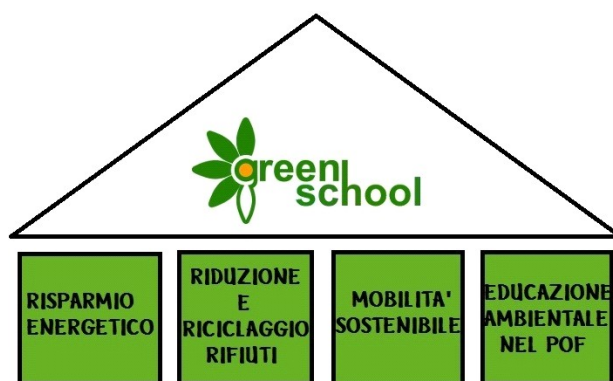 green
school
RISPARMIO
ENERGETICO
RIDUZIONE
E
RICICLAGGIO
RIFIUTI
MOBILITA'
SOSTENIBILE
EDUCAZIONE
AMBIENTALE
NEL POF